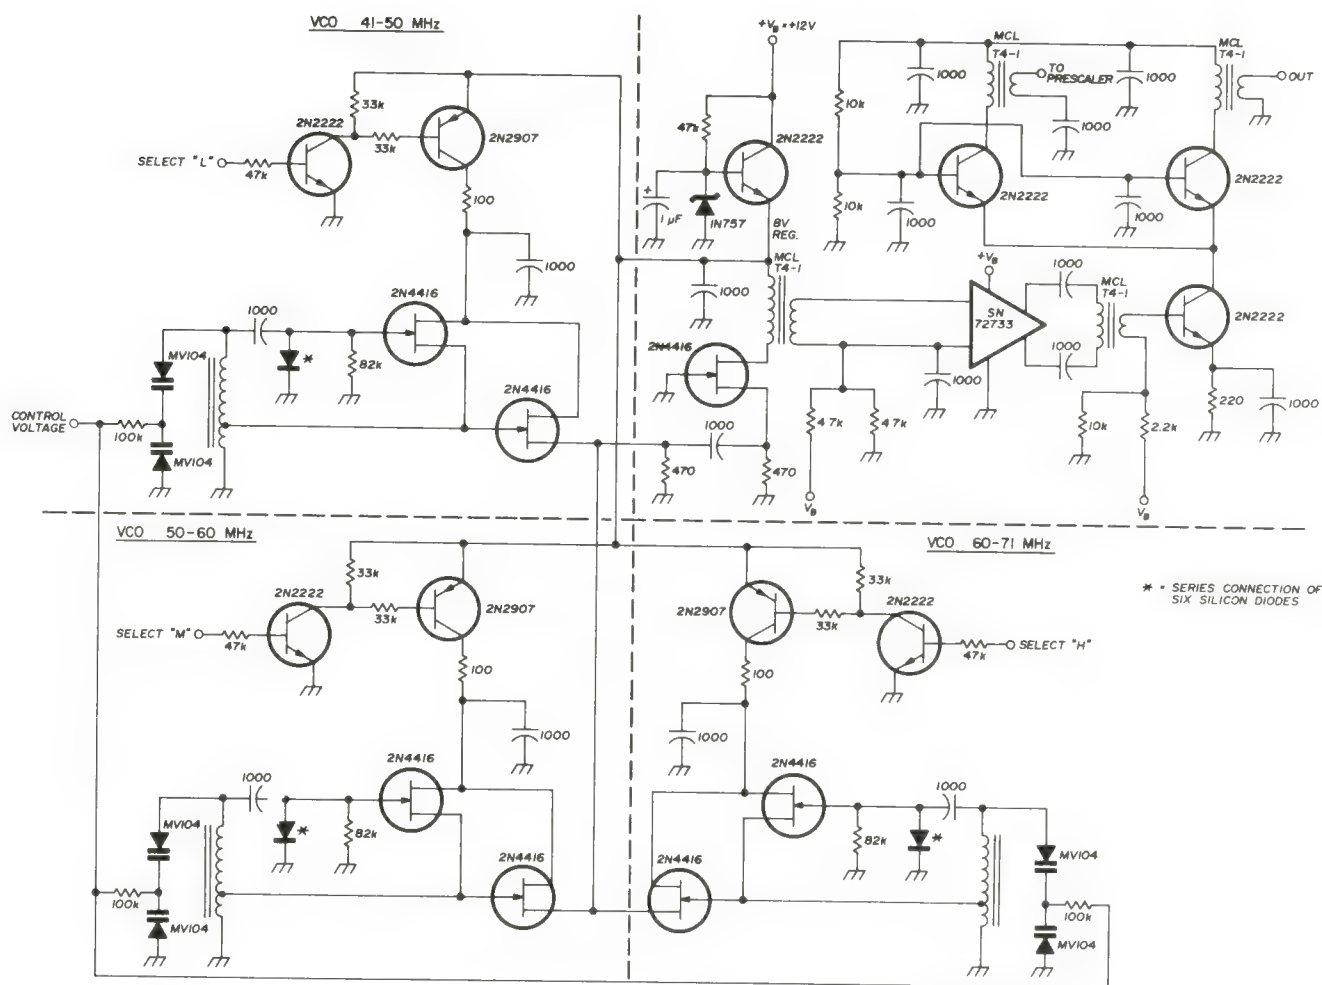 VCO 41-50 MHz
33k
2N2222
33k
2N2907
SELECT "L"
47k
100
1000
2N4416
1000
MV104
82k
*
2N4416
CONTROL
VOLTAGE
100k
MV104
+VB=+12V
47k
2N2222
+
1 µF
1N757
8V
REG.
MCL
T4-1
1000
2N4416
1000
470
470
4.7k
4.7k
VB
1000
+VB
SN
72733
1000
1000
MCL
T4-1
10k
2.2k
VB
10k
10k
1000
MCL
T4-1
TO
PRESCALER
1000
1000
MCL
T4-1
OUT
2N2222
1000
2N2222
1000
2N2222
220
1000
VCO 50-60 MHz
33k
2N2222
33k
2N2907
SELECT "M"
47k
100
1000
2N4416
1000
MV104
*
82k
2N4416
100k
MV104
VCO 60-71 MHz
33k
2N2907
33k
2N2222
47k
SELECT "H"
100
1000
2N4416
1000
82k
*
2N4416
MV104
100k
MV104
* = SERIES CONNECTION OF
SIX SILICON DIODES